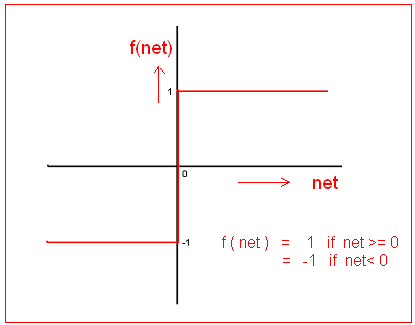 f(net)
1
0
net
-1
f ( net ) = 1 if net >= 0
= -1 if net< 0